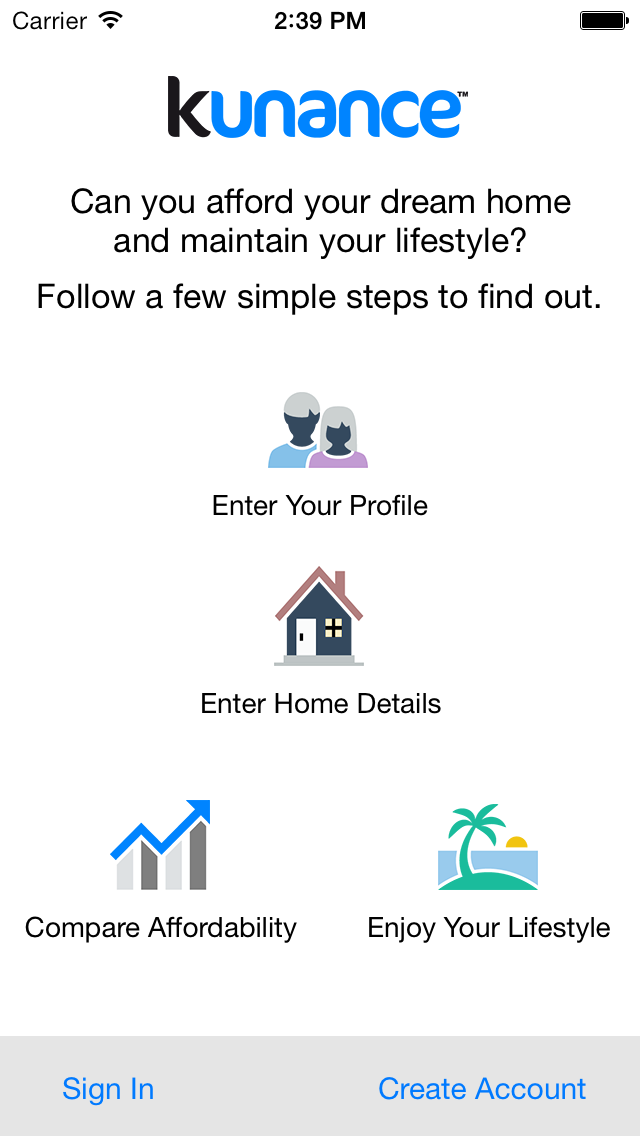 Carrier 2:39 PM
kunance™
Can you afford your dream home
and maintain your lifestyle?
Follow a few simple steps to find out.
Enter Your Profile
Enter Home Details
Compare Affordability Enjoy Your Lifestyle
Sign In Create Account